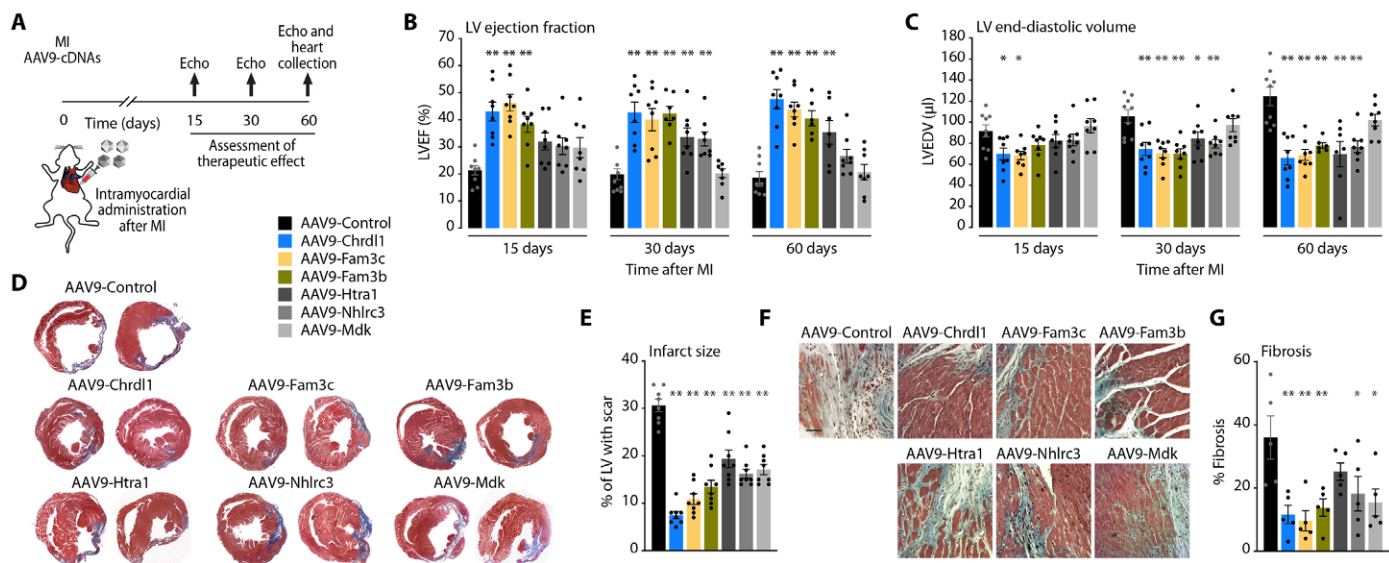 A
MI
AAV9-cDNAs
Echo
Echo
Echo and
heart
collection
0
Time (days)
15
30
60
Assessment of
therapeutic effect
Intramyocardial
administration
after MI
AAV9-Control
AAV9-Chrdl1
AAV9-Fam3c
AAV9-Fam3b
AAV9-Htra1
AAV9-Nhlrc3
AAV9-Mdk
B
LV ejection fraction
LVEF (%)
70
60
50
40
30
20
10
0
** ** **
** ** ** ** **
** ** ** **
15 days
30 days
60 days
Time after MI
C
LV end-diastolic volume
LVEDV (µl)
180
160
140
120
100
80
60
40
20
0
* *
** ** ** * **
** ** ** ** **
15 days
30 days
60 days
Time after MI
D
AAV9-Control
AAV9-Chrdl1
AAV9-Fam3c
AAV9-Fam3b
AAV9-Htra1
AAV9-Nhlrc3
AAV9-Mdk
E
Infarct size
% of LV with scar
40
30
20
10
0
** ** ** ** ** **
F
AAV9-Control
AAV9-Chrdl1
AAV9-Fam3c
AAV9-Fam3b
AAV9-Htra1
AAV9-Nhlrc3
AAV9-Mdk
G
Fibrosis
% Fibrosis
60
40
20
0
** ** ** * *